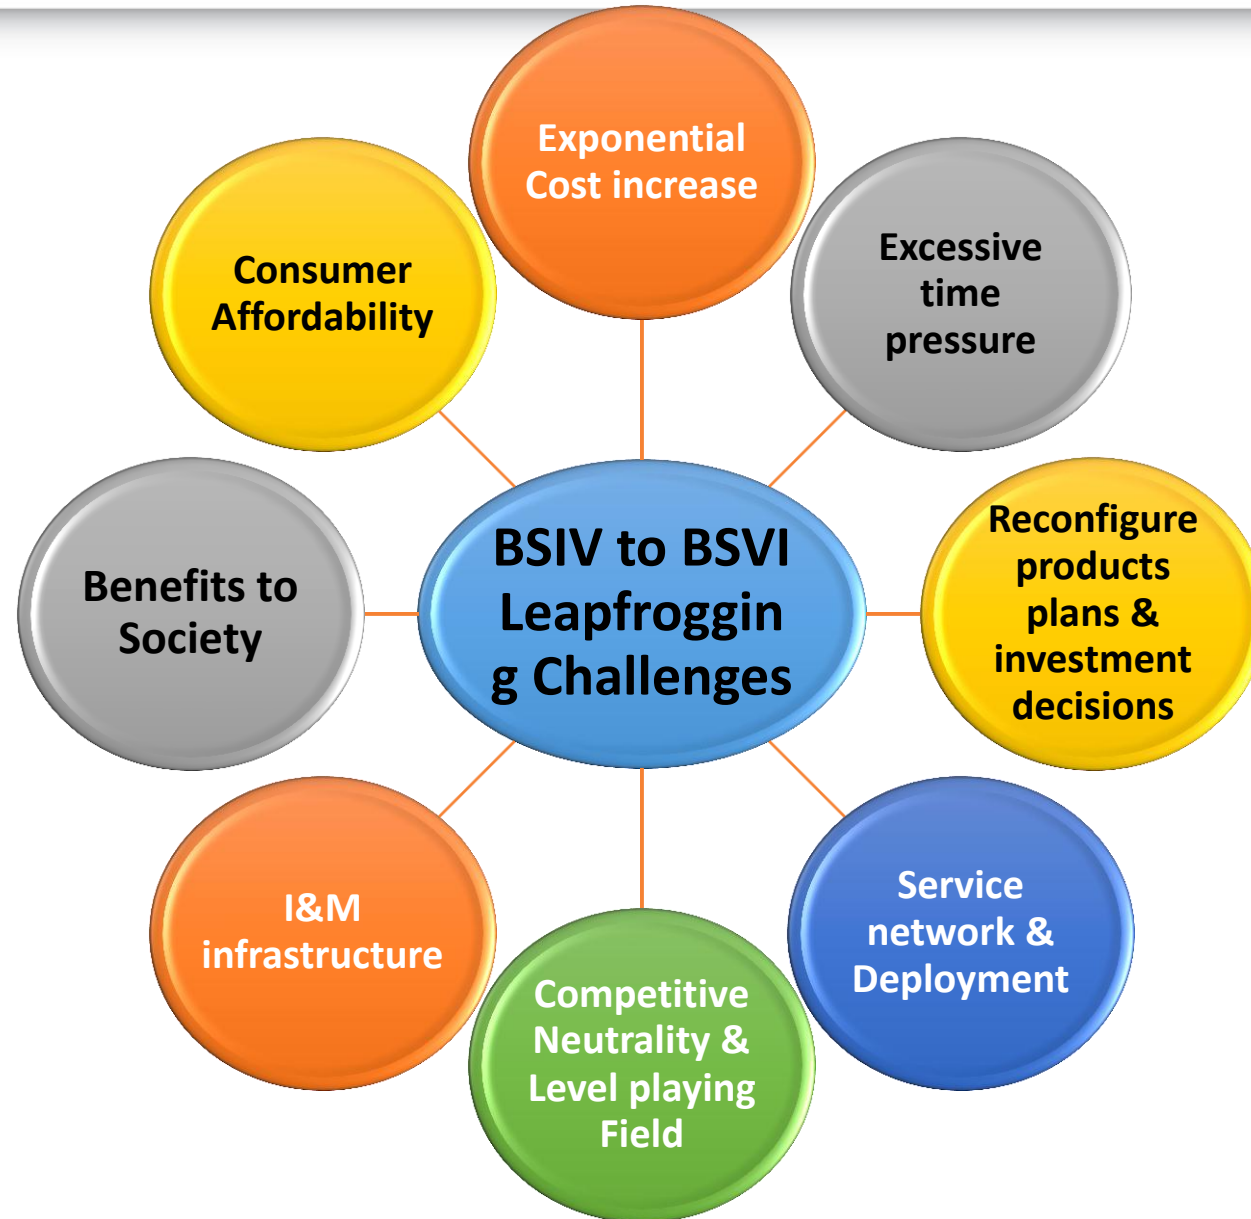 Exponential
Cost increase
Excessive
time
pressure
Consumer
Affordability
Reconfigure
products
plans &
investment
decisions
BSIV to BSVI
Leapfroggin
g Challenges
Benefits to
Society
Service
network &
Deployment
I&M
infrastructure
Competitive
Neutrality &
Level playing
Field